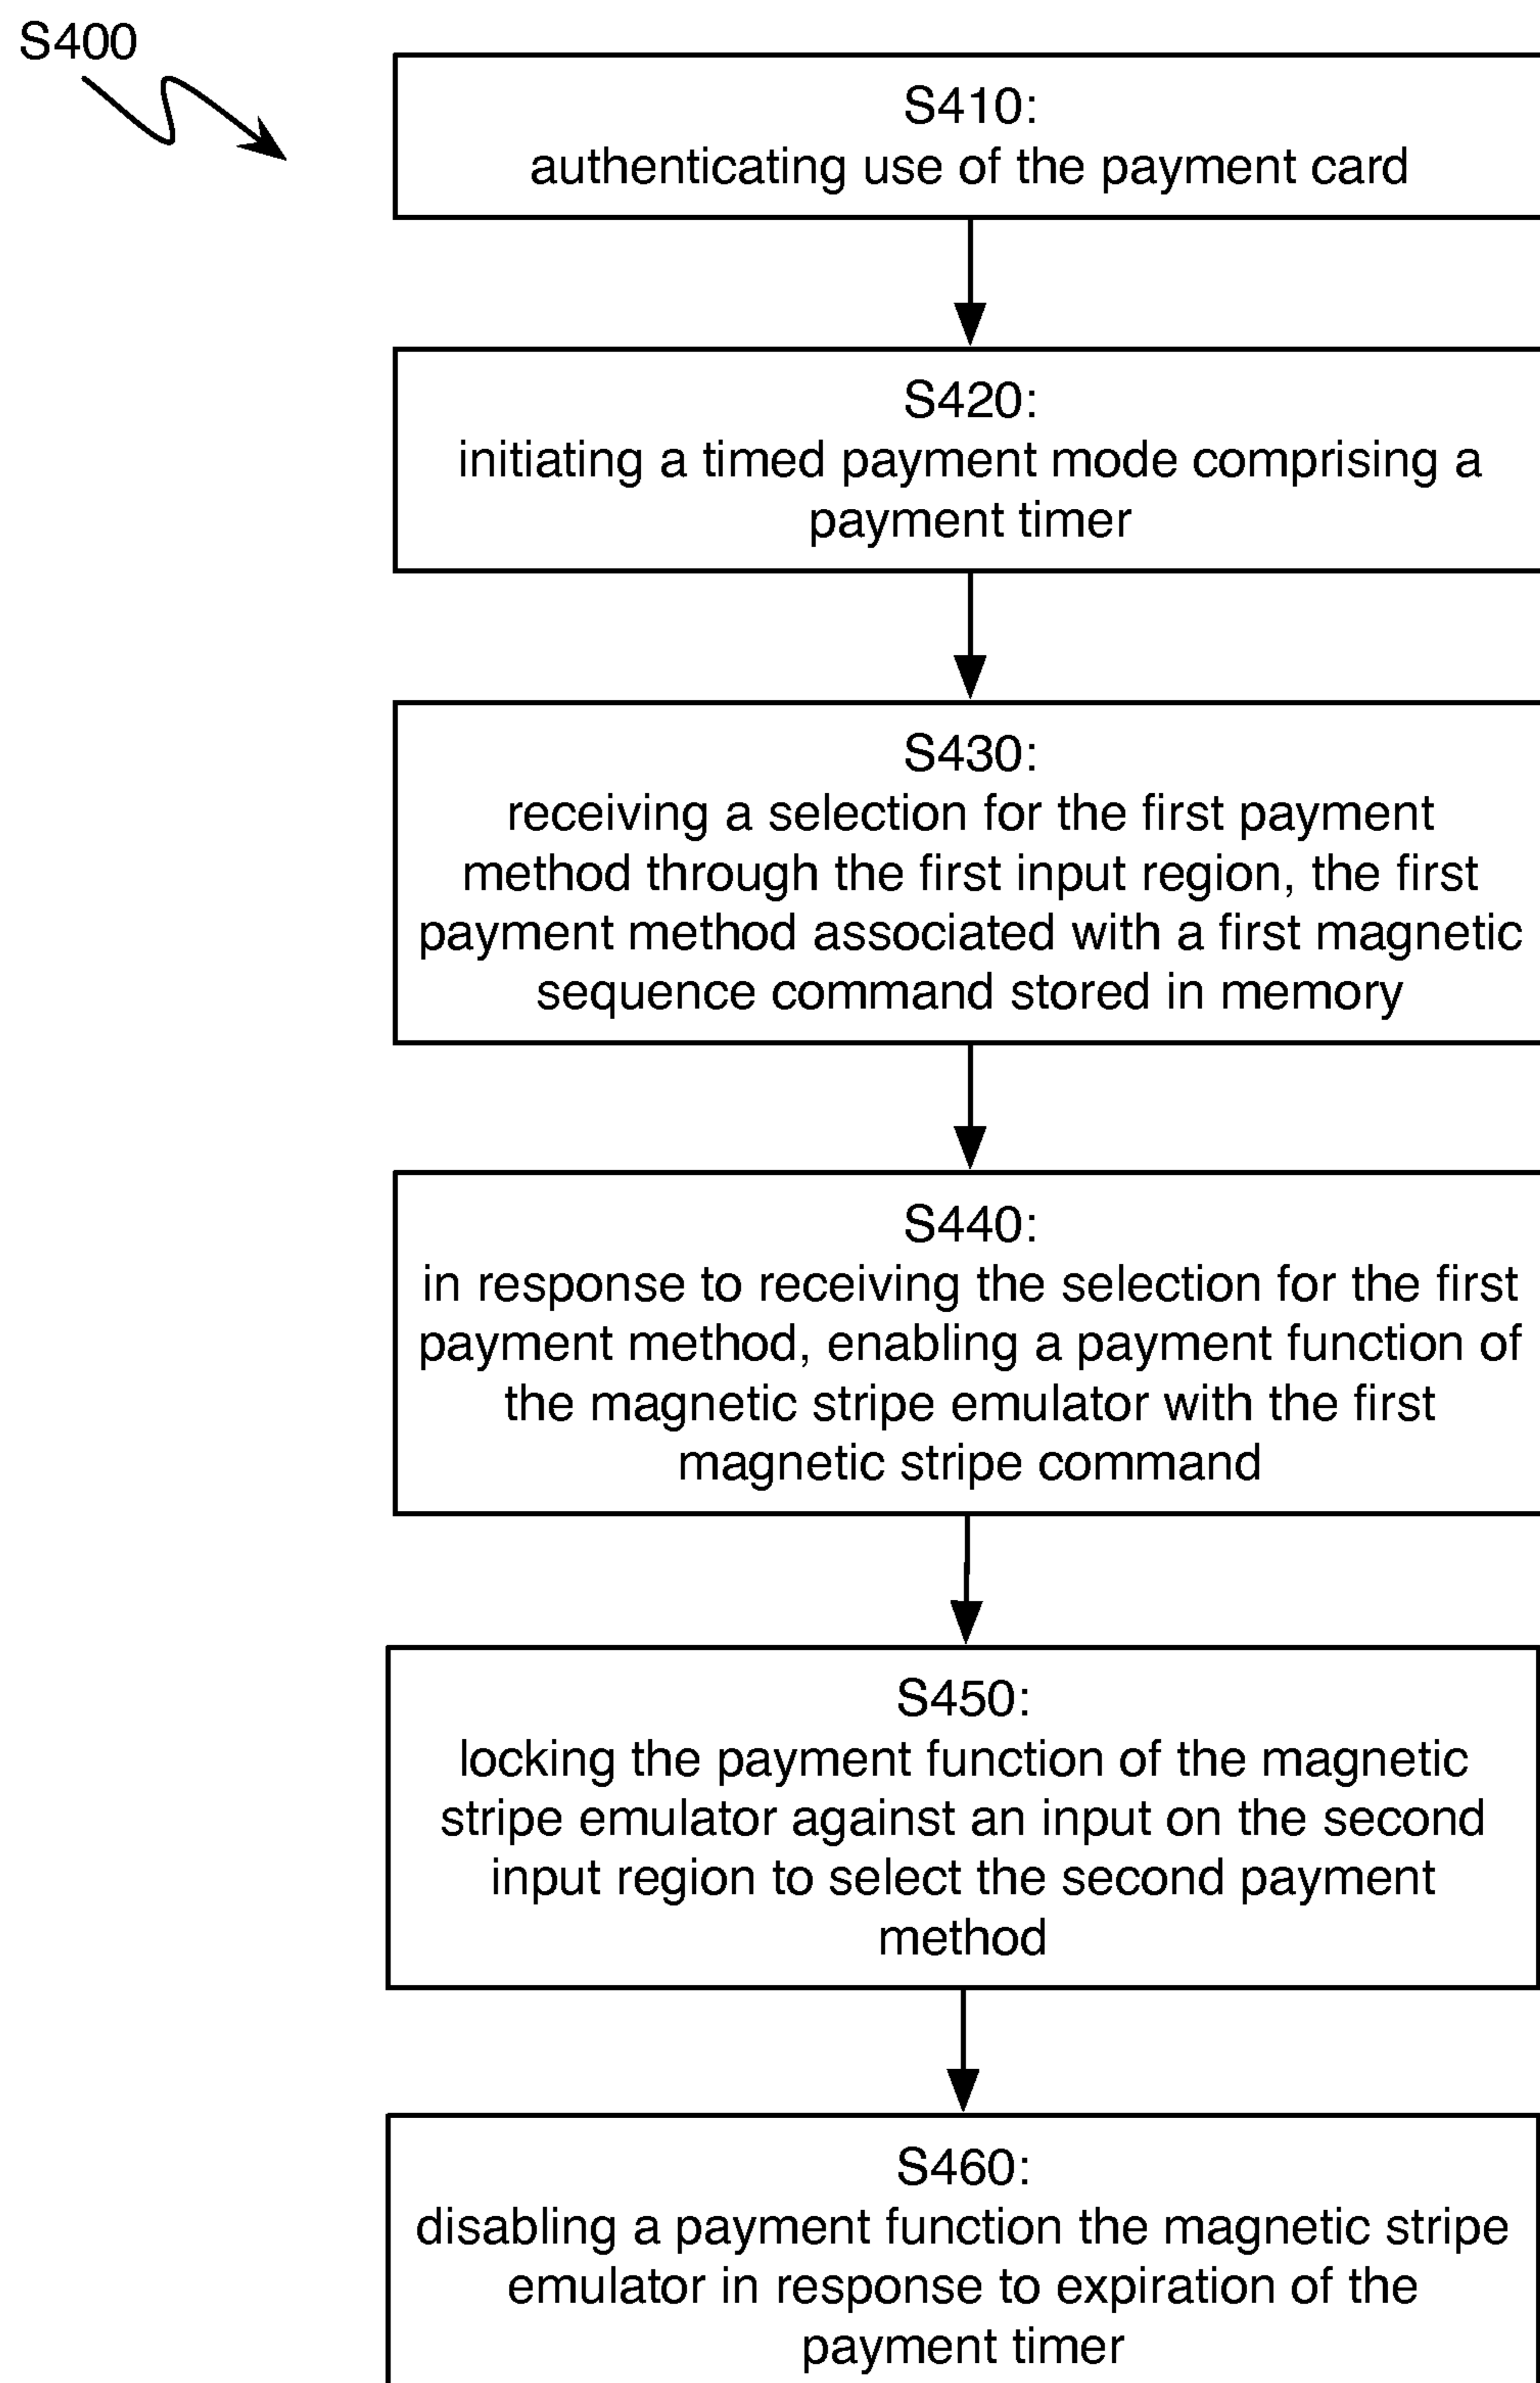 S400
S410:
authenticating use of the payment card
S420:
initiating a timed payment mode comprising a
payment timer
S430:
receiving a selection for the first payment
method through the first input region, the first
payment method associated with a first magnetic
sequence command stored in memory
S440:
in response to receiving the selection for the first
payment method, enabling a payment function of
the magnetic stripe emulator with the first
magnetic stripe command
S450:
locking the payment function of the magnetic
stripe emulator against an input on the second
input region to select the second payment
method
S460:
disabling a payment function the magnetic stripe
emulator in response to expiration of the
payment timer